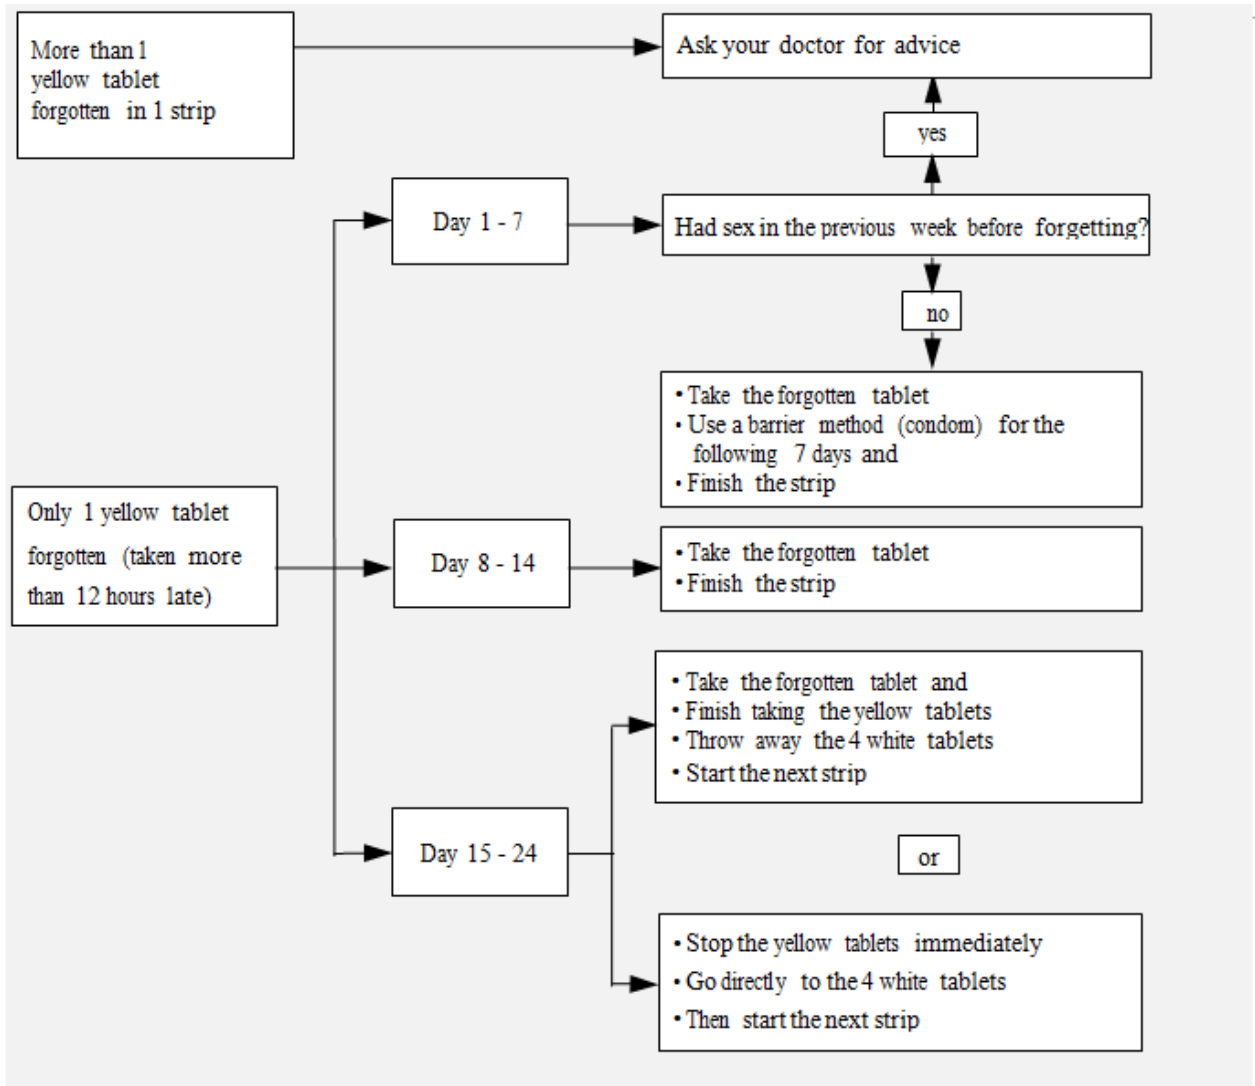 More than 1
yellow tablet
forgotten in 1 strip
Ask your doctor for advice
yes
Day 1 - 7
Had sex in the previous week before forgetting?
no
• Take the forgotten tablet
• Use a barrier method (condom) for the
following 7 days and
• Finish the strip
Only 1 yellow tablet
forgotten (taken more
than 12 hours late)
Day 8 - 14
• Take the forgotten tablet
• Finish the strip
Day 15 - 24
• Take the forgotten tablet and
• Finish taking the yellow tablets
• Throw away the 4 white tablets
• Start the next strip
or
• Stop the yellow tablets immediately
• Go directly to the 4 white tablets
• Then start the next strip